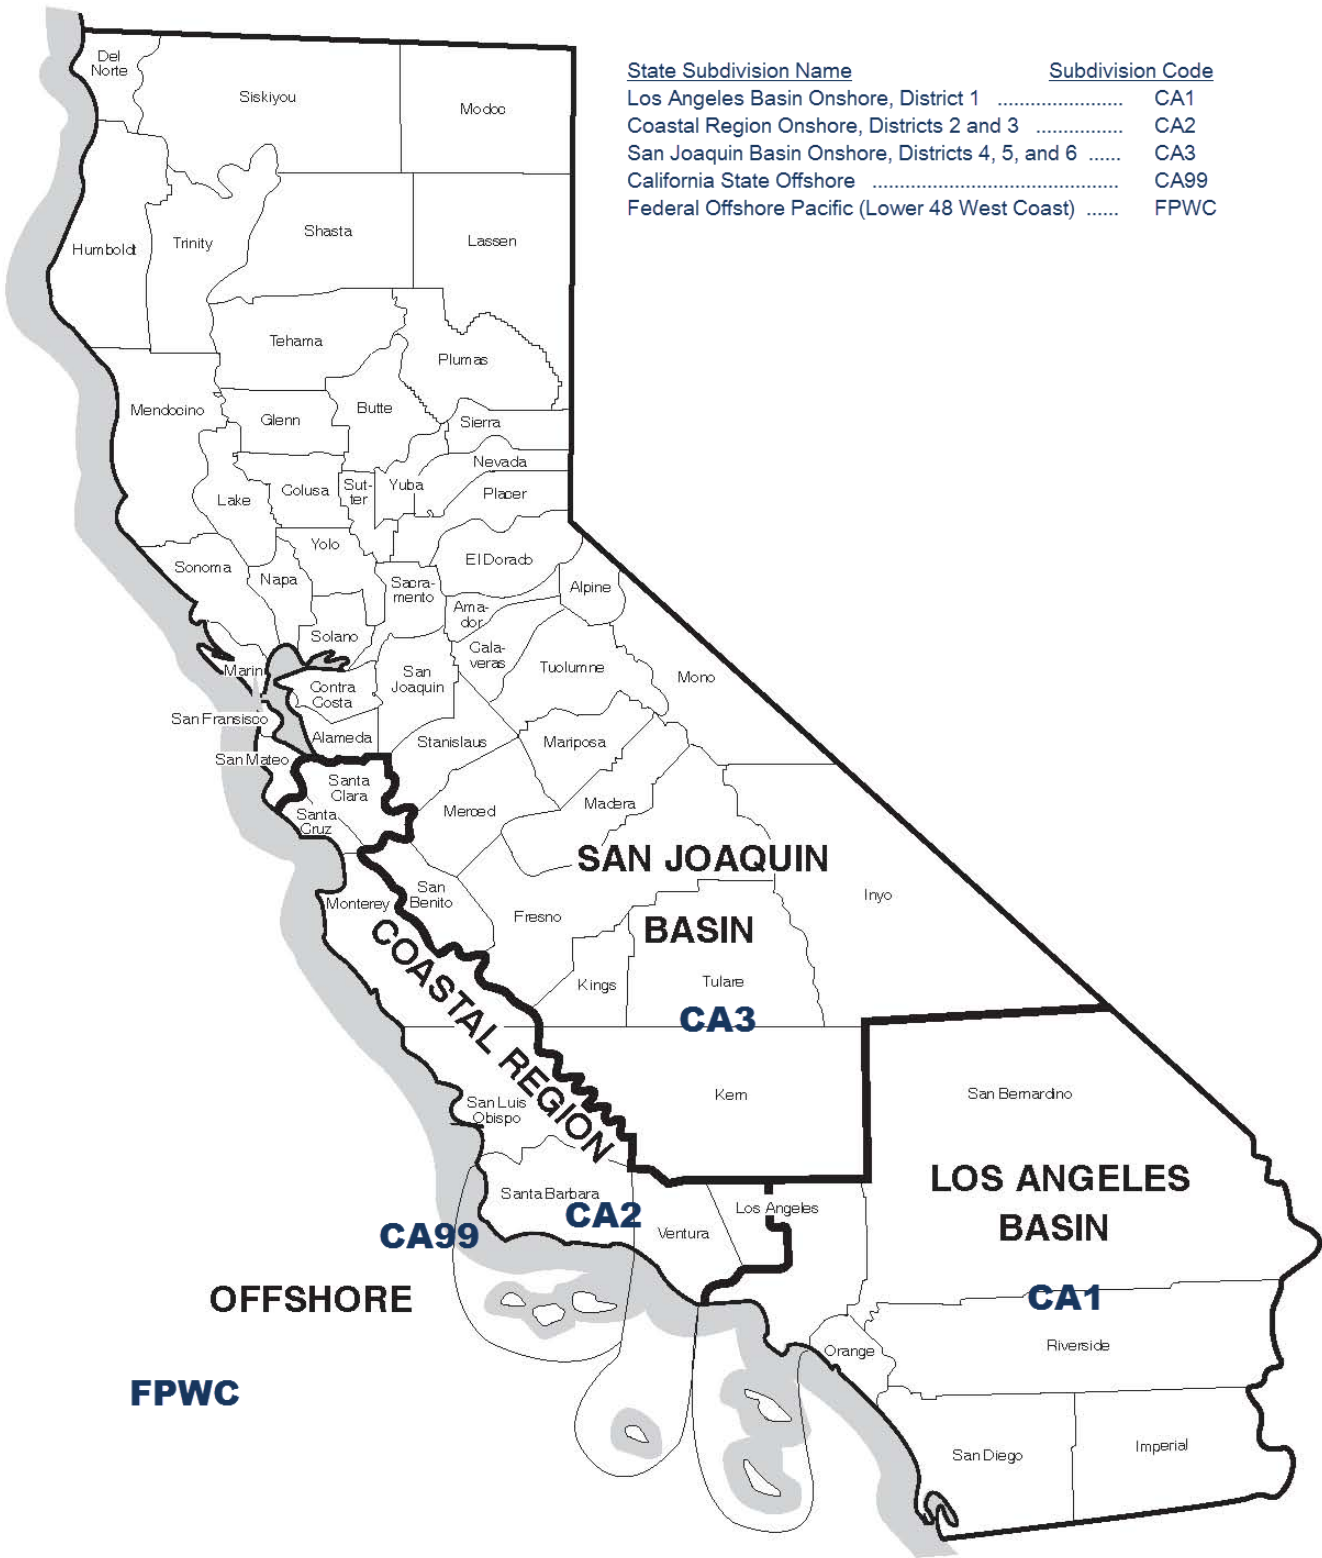 State Subdivision Name Subdivision Code
Los Angeles Basin Onshore, District 1 ....................... CA1
Coastal Region Onshore, Districts 2 and 3 ................ CA2
San Joaquin Basin Onshore, Districts 4, 5, and 6 ...... CA3
California State Offshore ............................................. CA99
Federal Offshore Pacific (Lower 48 West Coast) ...... FPWC
Del
Norte
Siskiyou
Modoc
Humboldt
Trinity
Shasta
Lassen
Tehama
Plumas
Mendocino
Glenn
Butte
Sierra
Nevada
Lake
Colusa
Sut-
ter
Yuba
Placer
Yolo
El Dorado
Sonoma
Napa
Sacra-
mento
Alpine
Ama-
dor
Solano
Cala-
veras
Tuolumne
Mono
Marin
Contra
Costa
San
Joaquin
San Fransisco
Alameda
Stanislaus
Mariposa
San Mateo
Santa
Clara
Santa
Cruz
Merced
Madera
SAN JOAQUIN
BASIN
Inyo
Monterey
San
Benito
Fresno
Kings
Tulare
CA3
COASTAL REGION
Kern
San Bernardino
San Luis
Obispo
LOS ANGELES
BASIN
Santa Barbara
CA2
Ventura
Los Angeles
CA99
OFFSHORE
CA1
Orange
Riverside
FPWC
San Diego
Imperial